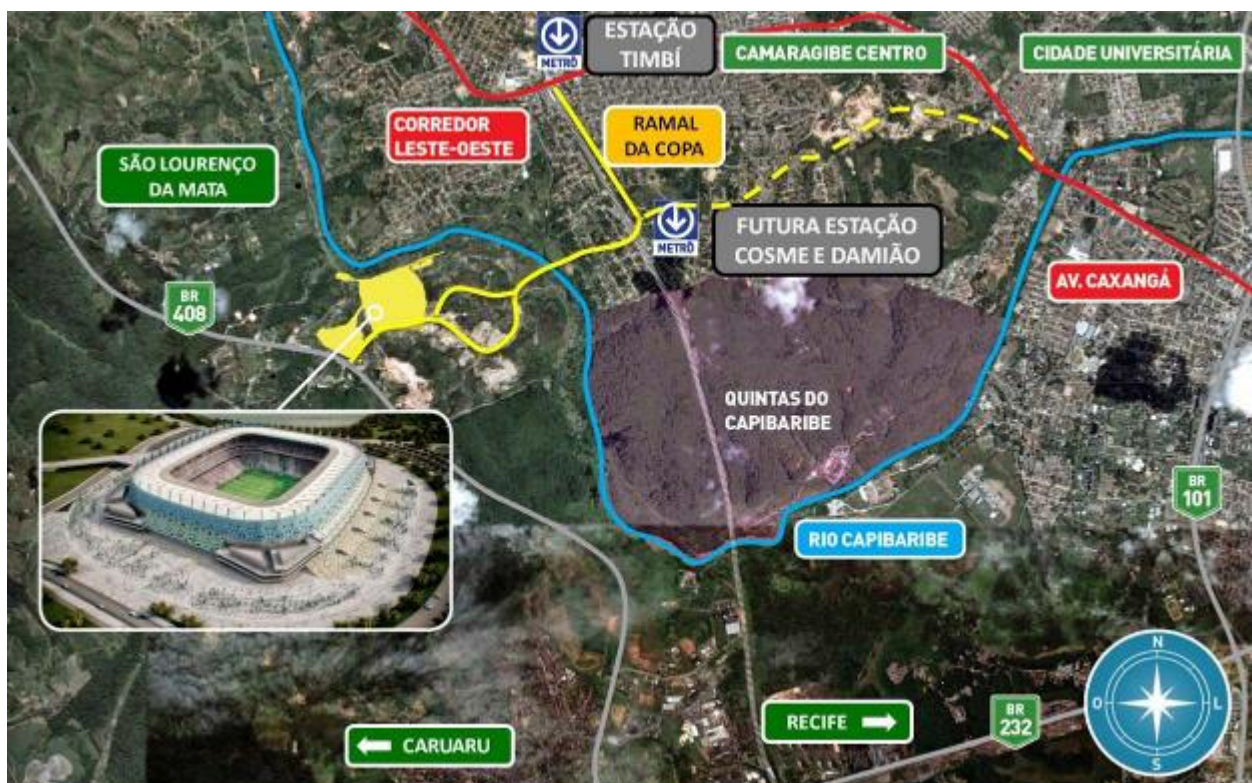 METRÔ
ESTAÇÃO
TIMBÍ
CAMARAGIBE CENTRO
CIDADE UNIVERSITÁRIA
CORREDOR
LESTE-OESTE
RAMAL
DA COPA
SÃO LOURENÇO
DA MATA
METRÔ
FUTURA ESTAÇÃO
COSME E DAMIÃO
AV. CAXANGÁ
BR
408
QUINTAS DO
CAPIBARIBE
BR
101
RIO CAPIBARIBE
N
O
L
S
RECIFE
BR
232
CARUARU